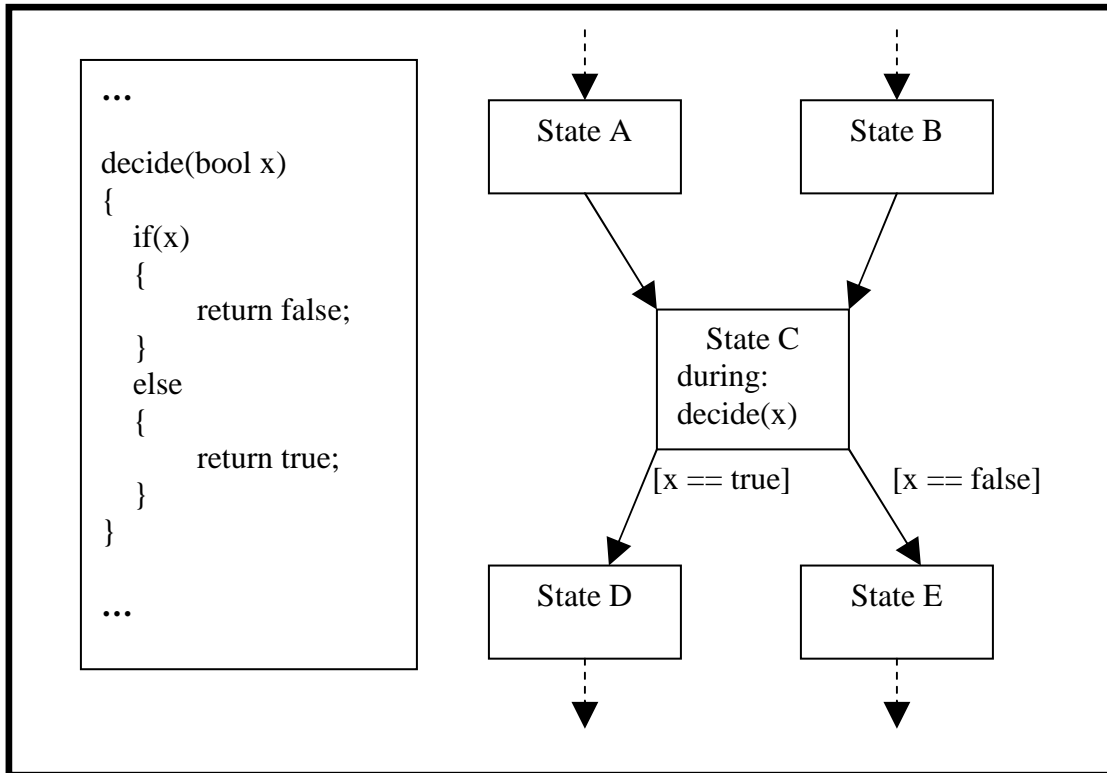 ...
decide(bool x)
{
if(x)
{
return false;
}
else
{
return true;
}
}
...
State A
State B
State C
during:
decide(x)
[x == true]
[x == false]
State D
State E